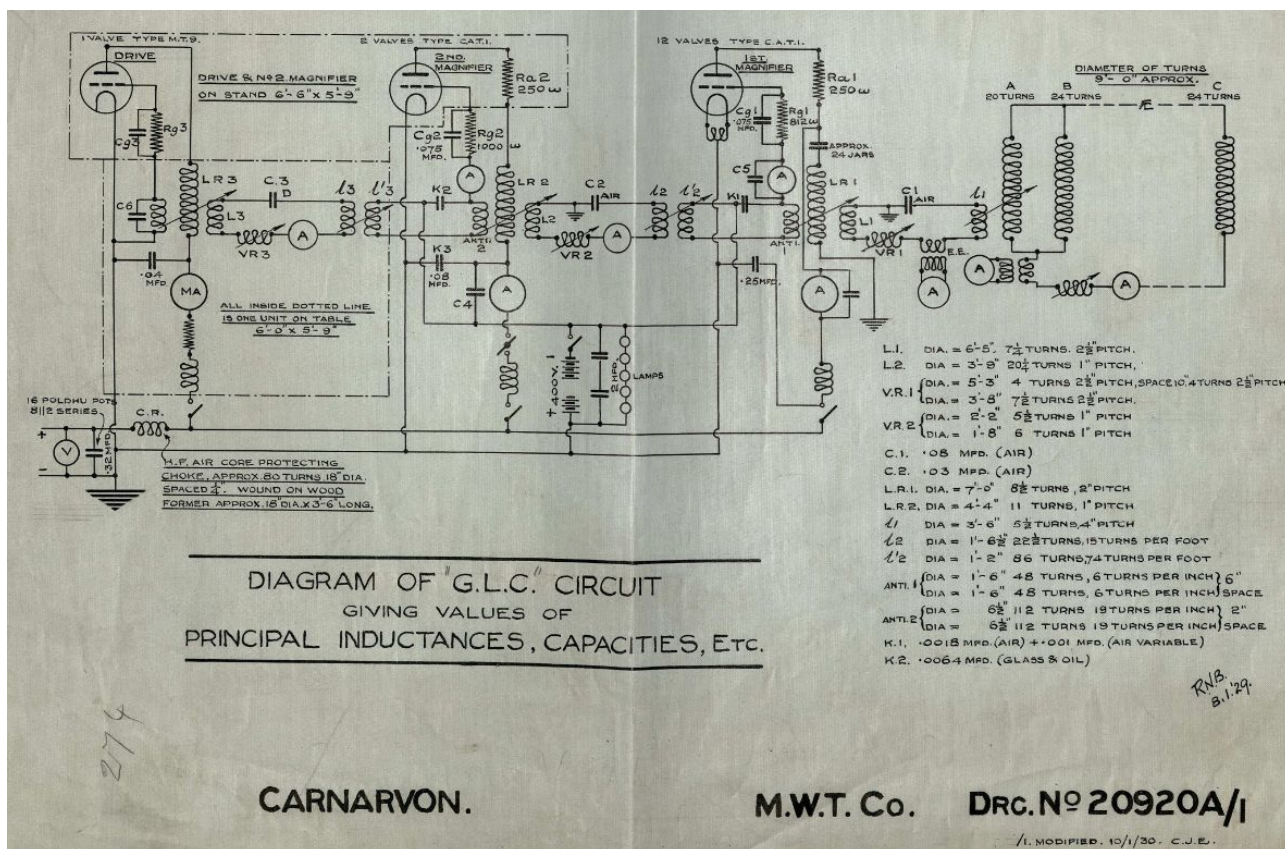 1 VALVE TYPE M.T.9.
DRIVE
2 VALVES TYPE C.A.T.1.
2ND. MAGNIFIER
12 VALVES TYPE C.A.T.1.
1ST. MAGNIFIER
DRIVE & No 2. MAGNIFIER
ON STAND 6'-6" X 5'-9"
Ra2
250 ω
Ra1
250 ω
DIAMETER OF TURNS
9'- 0" APPROX.
A
20 TURNS
B
24 TURNS
Æ
C
24 TURNS
Cg3
Rg3
Cg2
.075
MFD.
Rg2
1000 ω
Cg1
.075
MFD.
Rg1
812 ω
APPROX.
24 JARS
A
A
C5
LR3
C.3
D
l3
l'3
K2
LR2
C2
AIR
l2
l'2
K1
LR1
C1
AIR
l1
C6
L3
VR3
A
ANTI.
2
L2
VR2
A
ANTI.
1
L1
VR1
E.E.
A
A
A
.04
MFD.
MA
K3
.08
MFD.
C4
A
.25 MFD.
A
ALL INSIDE DOTTED LINE
IS ONE UNIT ON TABLE
6'-0" X 5'-9"
- 400V. +
2 MFD.
LAMPS
16 POLDHU POTS
8112 SERIES
C.R.
+
V
-
.32 MFD.
H.F. AIR CORE PROTECTING
CHOKE, APPROX. 80 TURNS 18" DIA.
SPACED ¼". WOUND ON WOOD
FORMER APPROX. 18" DIA. X 3'-6" LONG.
L.1. DIA. = 6'-5". 7¼ TURNS. 2½" PITCH.
L.2. DIA = 3'-9" 20¼ TURNS 1" PITCH,
V.R.1 { DIA. = 5'-3" 4 TURNS 2½" PITCH, SPACE 10", 4 TURNS 2½" PITCH
DIA. = 3'-8" 7½ TURNS 2½" PITCH.
V.R.2 { DIA. = 2'-2" 5½ TURNS 1" PITCH
DIA. = 1'-8" 6 TURNS 1" PITCH
C.1. .08 MFD. (AIR)
C.2. .03 MFD. (AIR)
L.R.1. DIA. = 7'-0" 8½ TURNS, 2" PITCH
L.R.2. DIA = 4'-4" 11 TURNS, 1" PITCH
l1 DIA = 3'-6" 5½ TURNS, 4" PITCH
l2 DIA = 1'-6½" 22½ TURNS, 15 TURNS PER FOOT
l'2 DIA = 1'-2" 86 TURNS, 74 TURNS PER FOOT
ANTI.1 { DIA = 1'-6" 48 TURNS, 6 TURNS PER INCH } 6"
DIA = 1'-6" 48 TURNS, 6 TURNS PER INCH } SPACE
ANTI.2 { DIA = 6½" 112 TURNS 19 TURNS PER INCH } 2"
DIA = 6½" 112 TURNS 19 TURNS PER INCH } SPACE
K.1. .0018 MFD. (AIR) + .001 MFD. (AIR VARIABLE)
K.2. .0064 MFD. (GLASS & OIL)
R.N.B.
8.1.'29.
DIAGRAM OF "G.L.C." CIRCUIT
GIVING VALUES OF
PRINCIPAL INDUCTANCES, CAPACITIES, ETC.
274
CARNARVON.
M.W.T. Co.
DRG. No 20920A/1
/1. MODIFIED. 10/1/30. C.J.E.